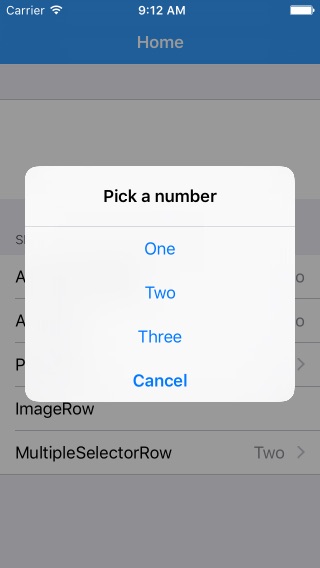 Carrier 9:12 AM
Home
Pick a number
One
Two
Three
Cancel
ImageRow
MultipleSelectorRow Two